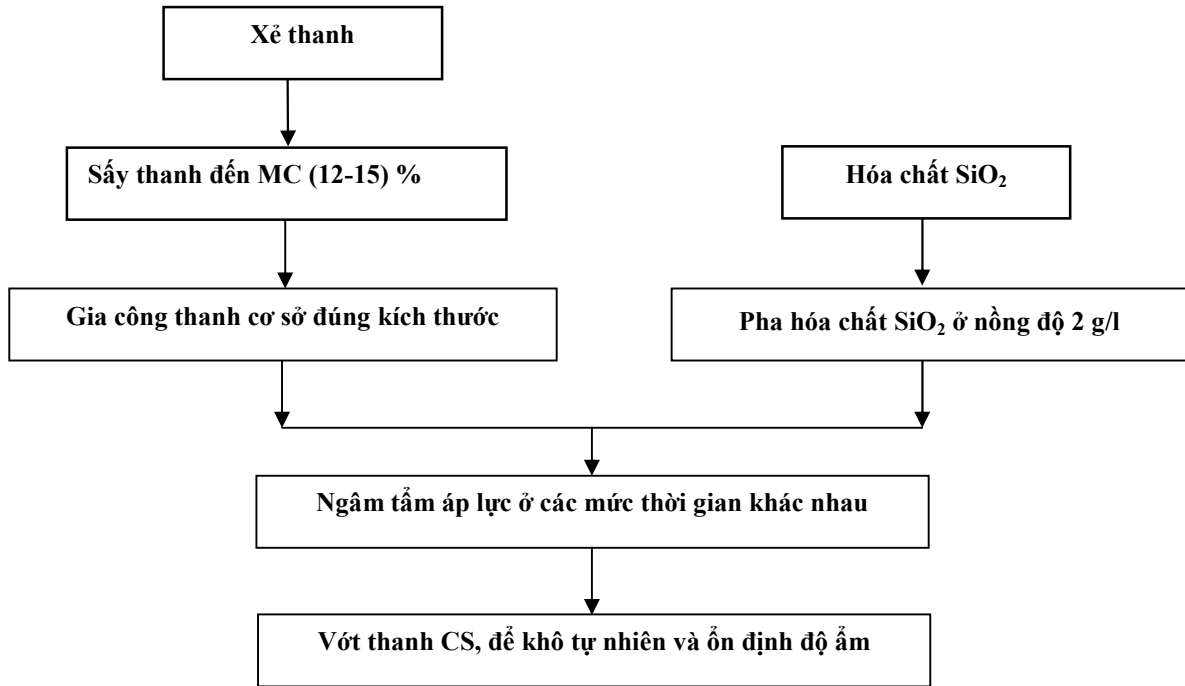 Xẻ thanh
Sấy thanh đến MC (12-15) %
Hóa chất SiO₂
Gia công thanh cơ sở đúng kích thước
Pha hóa chất SiO₂ ở nồng độ 2 g/l
Ngâm tẩm áp lực ở các mức thời gian khác nhau
Vớt thanh CS, để khô tự nhiên và ổn định độ ẩm